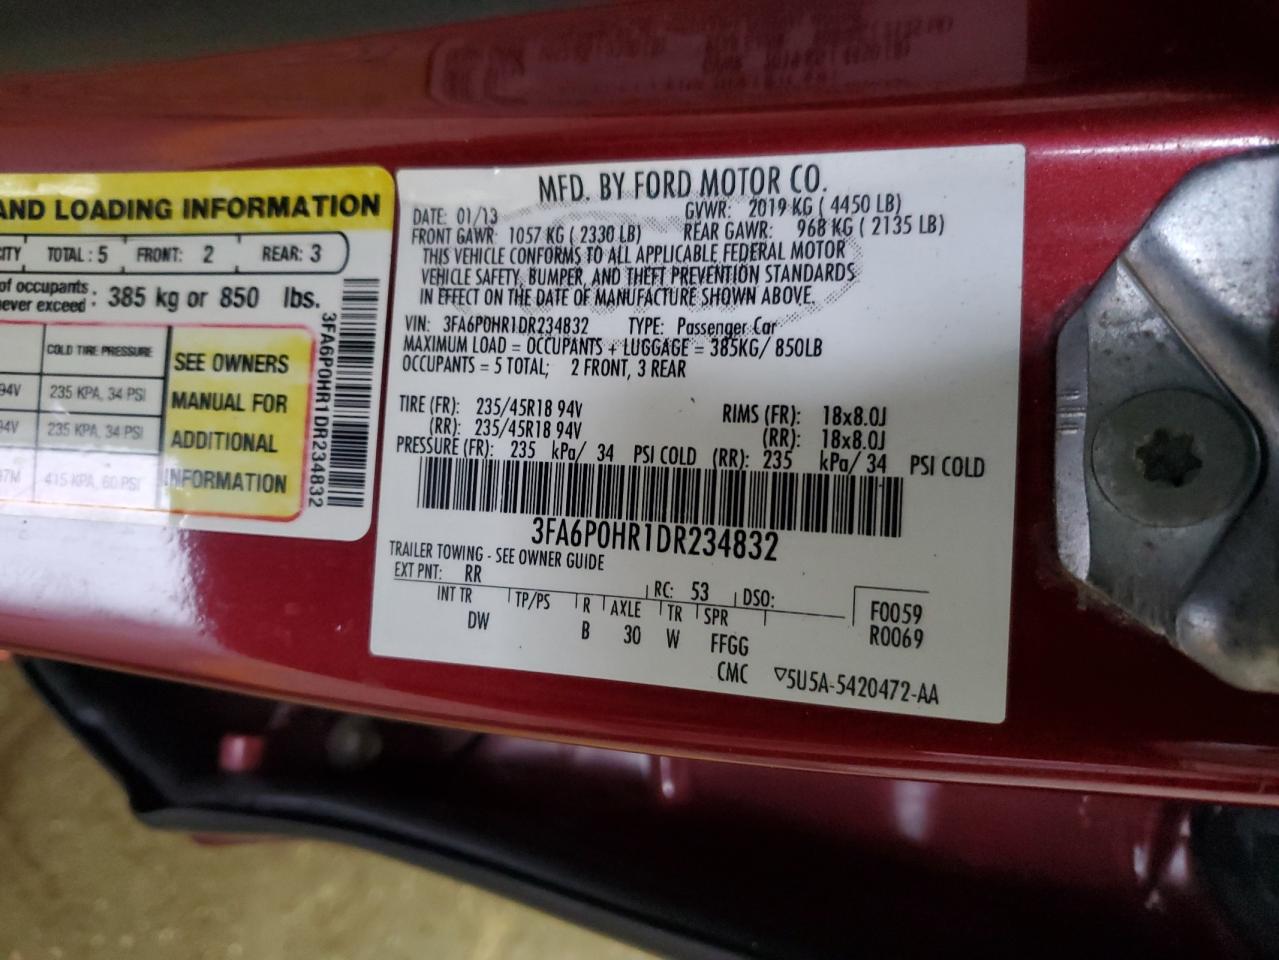 AND LOADING INFORMATION
CITY TOTAL : 5 FRONT: 2 REAR: 3
of occupants
never exceed : 385 kg or 850 lbs.
COLD TIRE PRESSURE
94V 235 KPA, 34 PSI
94V 235 KPA, 34 PSI
97M 415 KPA, 60 PSI
SEE OWNERS
MANUAL FOR
ADDITIONAL
INFORMATION
3FA6P0HR1DR234832
MFD. BY FORD MOTOR CO.
DATE: 01/13 GVWR: 2019 KG ( 4450 LB)
FRONT GAWR: 1057 KG ( 2330 LB) REAR GAWR: 968 KG ( 2135 LB)
THIS VEHICLE CONFORMS TO ALL APPLICABLE FEDERAL MOTOR
VEHICLE SAFETY, BUMPER, AND THEFT PREVENTION STANDARDS
IN EFFECT ON THE DATE OF MANUFACTURE SHOWN ABOVE.
VIN: 3FA6P0HR1DR234832 TYPE: Passenger Car
MAXIMUM LOAD = OCCUPANTS + LUGGAGE = 385KG/ 850LB
OCCUPANTS = 5 TOTAL; 2 FRONT, 3 REAR
TIRE (FR): 235/45R18 94V RIMS (FR): 18x8.0J
(RR): 235/45R18 94V (RR): 18x8.0J
PRESSURE (FR): 235 kPa/ 34 PSI COLD (RR): 235 kPa/ 34 PSI COLD
3FA6P0HR1DR234832
TRAILER TOWING - SEE OWNER GUIDE
EXT PNT: RR RC: 53 DSO:
INT TR TP/PS R AXLE TR SPR F0059
DW B 30 W FFGG R0069
CMC ▽5U5A-5420472-AA